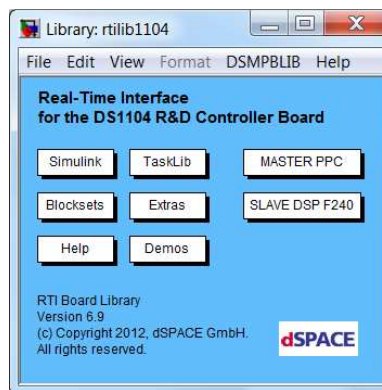 Library: rtilib1104
File Edit View Format DSMPBLIB Help
Real-Time Interface
for the DS1104 R&D Controller Board
Simulink TaskLib MASTER PPC
Blocksets Extras SLAVE DSP F240
Help Demos
RTI Board Library
Version 6.9
(c) Copyright 2012, dSPACE GmbH.
All rights reserved.
dSPACE